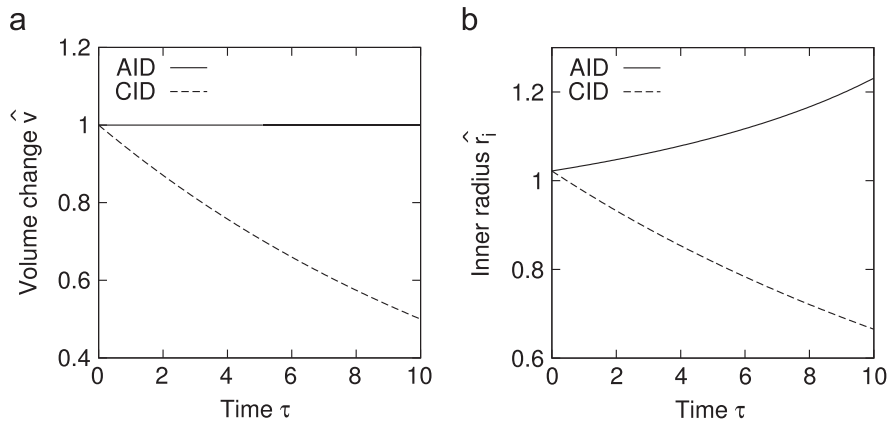 a
1.2
1
0.8
0.6
0.4
Volume change v̂
AID
CID
0 2 4 6 8 10
Time τ
b
1.2
1
0.8
0.6
Inner radius r̂i
AID
CID
0 2 4 6 8 10
Time τ